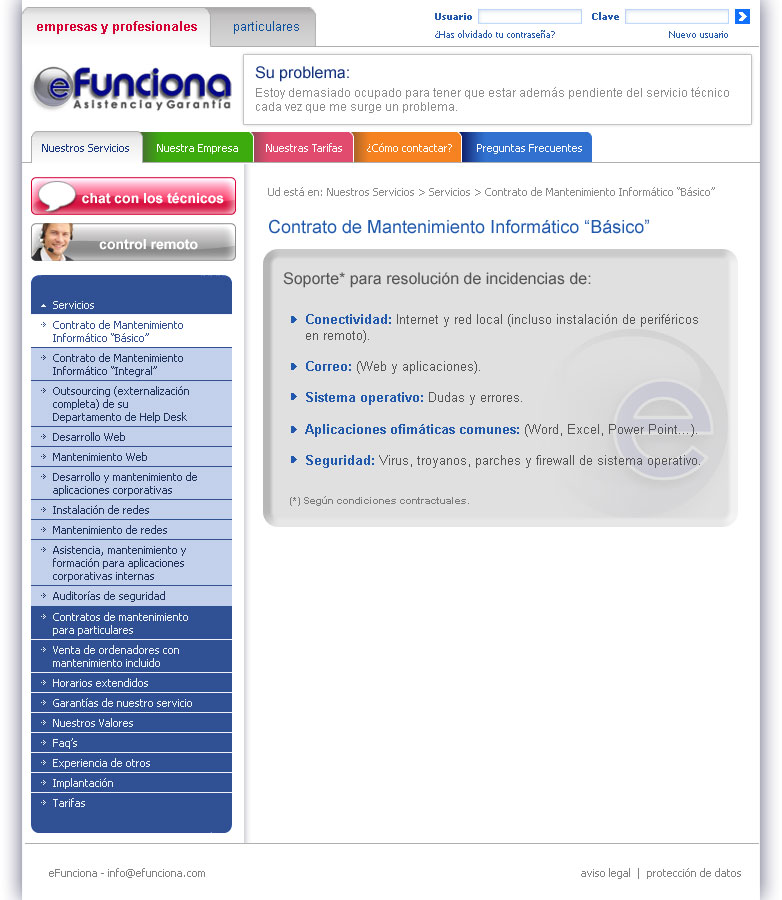 empresas y profesionales
particulares
Usuario
Clave
¿Has olvidado tu contraseña?
Nuevo usuario
eFunciona
Asistencia y Garantía
Su problema:
Estoy demasiado ocupado para tener que estar además pendiente del servicio técnico
cada vez que me surge un problema.
Nuestros Servicios
Nuestra Empresa
Nuestras Tarifas
¿Cómo contactar?
Preguntas Frecuentes
chat con los técnicos
control remoto
Servicios
Contrato de Mantenimiento
Informático "Básico"
Contrato de Mantenimiento
Informático "Integral"
Outsourcing (externalización
completa) de su
Departamento de Help Desk
Desarrollo Web
Mantenimiento Web
Desarrollo y mantenimiento de
aplicaciones corporativas
Instalación de redes
Mantenimiento de redes
Asistencia, mantenimiento y
formación para aplicaciones
corporativas internas
Auditorías de seguridad
Contratos de mantenimiento
para particulares
Venta de ordenadores con
mantenimiento incluido
Horarios extendidos
Garantías de nuestro servicio
Nuestros Valores
Faq's
Experiencia de otros
Implantación
Tarifas
Ud está en: Nuestros Servicios > Servicios > Contrato de Mantenimiento Informático "Básico"
Contrato de Mantenimiento Informático “Básico”
Soporte* para resolución de incidencias de:
Conectividad: Internet y red local (incluso instalación de periféricos
en remoto).
Correo: (Web y aplicaciones).
Sistema operativo: Dudas y errores.
Aplicaciones ofimáticas comunes: (Word, Excel, Power Point...).
Seguridad: Virus, troyanos, parches y firewall de sistema operativo.
(*) Según condiciones contractuales.
eFunciona - info@efunciona.com
aviso legal | protección de datos